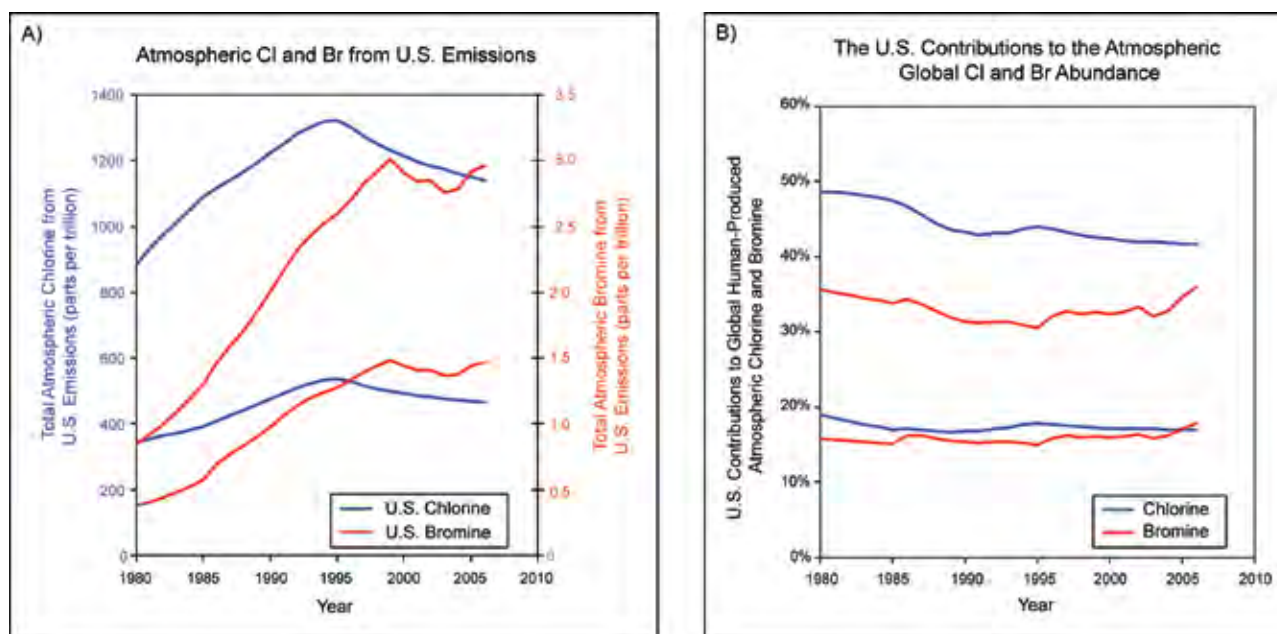 A)
Atmospheric Cl and Br from U.S. Emissions
Total Atmospheric Chlorine from
U.S. Emissions (parts per trillion)
1400
1200
1000
800
600
400
200
0
3.5
3.0
2.5
2.0
1.5
1.0
0.5
0
Total Atmospheric Bromine from
U.S. Emissions (parts per trillion)
U.S. Chlorine
U.S. Bromine
1980 1985 1990 1995 2000 2005 2010
Year
B)
The U.S. Contributions to the Atmospheric
Global Cl and Br Abundance
U.S. Contributions to Global Human-Produced
Atmospheric Chlorine and Bromine
60%
50%
40%
30%
20%
10%
0%
Chlorine
Bromine
1980 1985 1990 1995 2000 2005 2010
Year